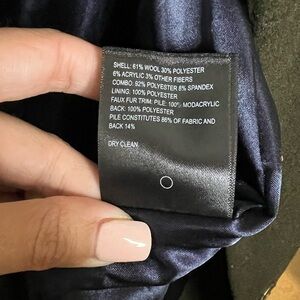 SHELL: 61% WOOL 30% POLYESTER
6% ACRYLIC 3% OTHER FIBERS
COMBO: 92% POLYESTER 8% SPANDEX
LINING: 100% POLYESTER
FAUX FUR TRIM: PILE: 100% MODACRYLIC
BACK: 100% POLYESTER
PILE CONSTITUTES 86% OF FABRIC AND
BACK 14%
DRY CLEAN